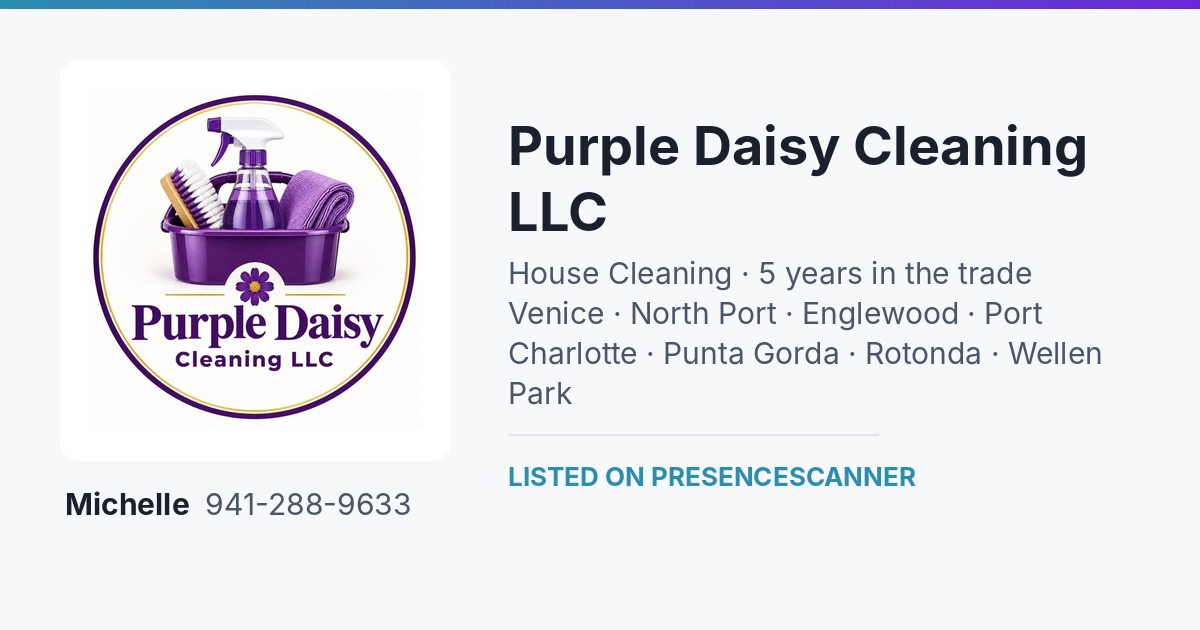 Purple Daisy
Cleaning LLC
Michelle 941-288-9633
Purple Daisy Cleaning
LLC
House Cleaning · 5 years in the trade
Venice · North Port · Englewood · Port
Charlotte · Punta Gorda · Rotonda · Wellen
Park
LISTED ON PRESENCESCANNER